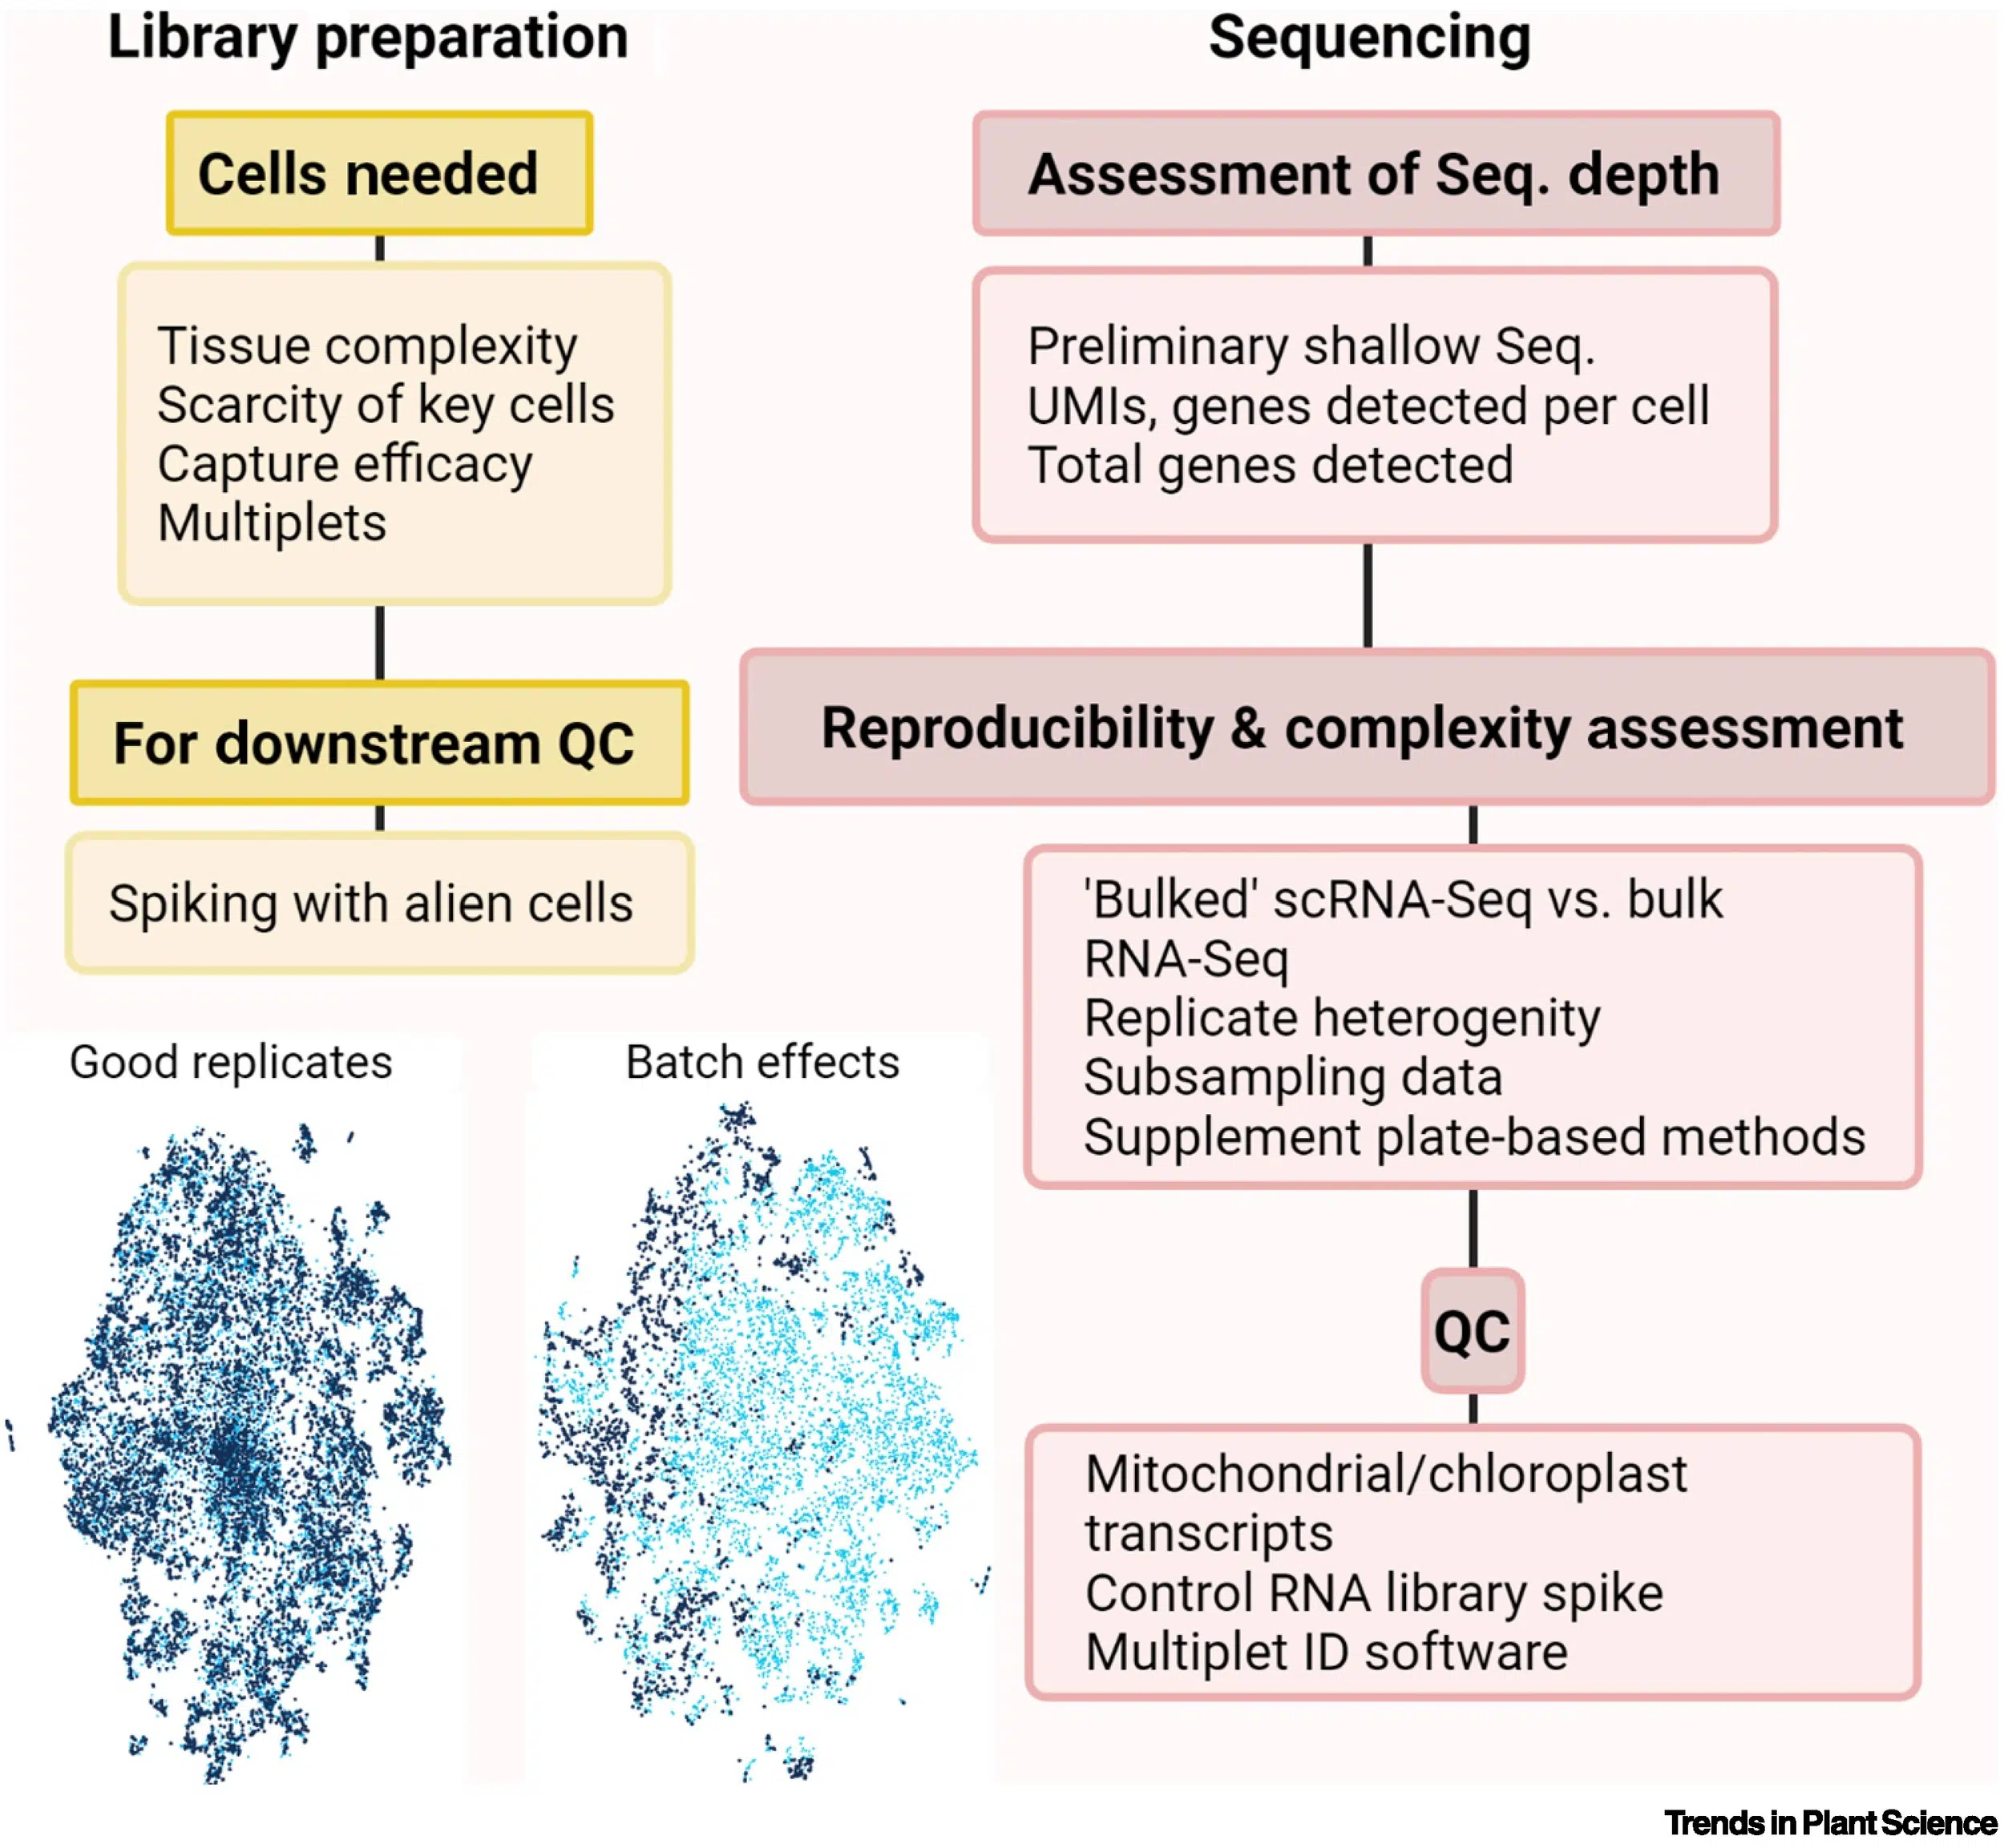 Library preparation
Cells needed
Tissue complexity
Scarcity of key cells
Capture efficacy
Multiplets
For downstream QC
Spiking with alien cells
Good replicates
Batch effects
Sequencing
Assessment of Seq. depth
Preliminary shallow Seq.
UMIs, genes detected per cell
Total genes detected
Reproducibility & complexity assessment
'Bulked' scRNA-Seq vs. bulk
RNA-Seq
Replicate heterogenity
Subsampling data
Supplement plate-based methods
QC
Mitochondrial/chloroplast
transcripts
Control RNA library spike
Multiplet ID software
Trends in Plant Science